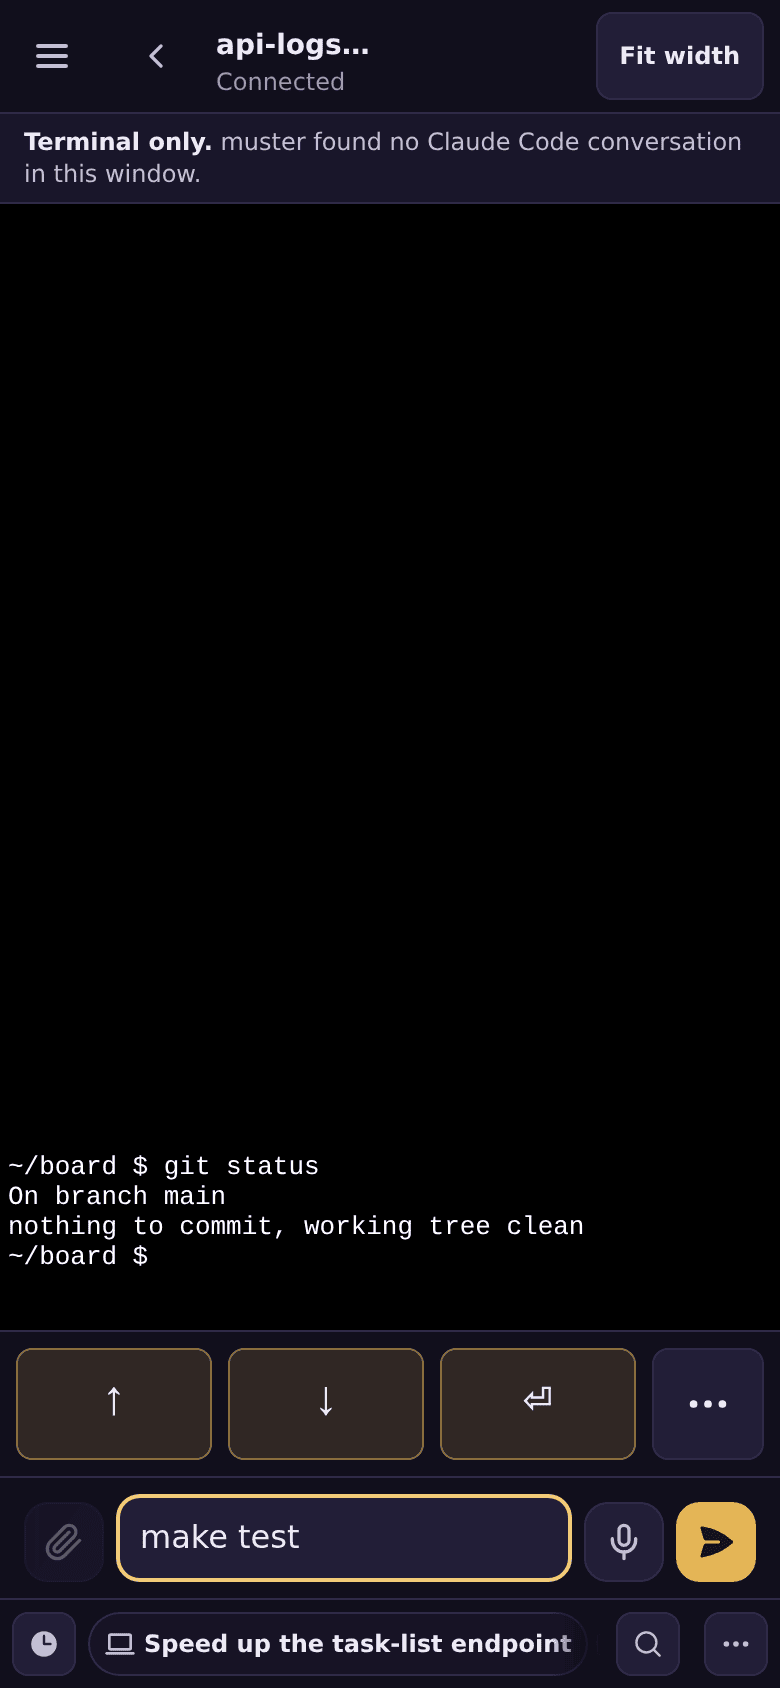 api-logs…
Connected
Fit width
Terminal only. muster found no Claude Code conversation
in this window.
~/board $ git status
On branch main
nothing to commit, working tree clean
~/board $
↑ ↓ ⏎ •••
make test
Speed up the task-list endpoint